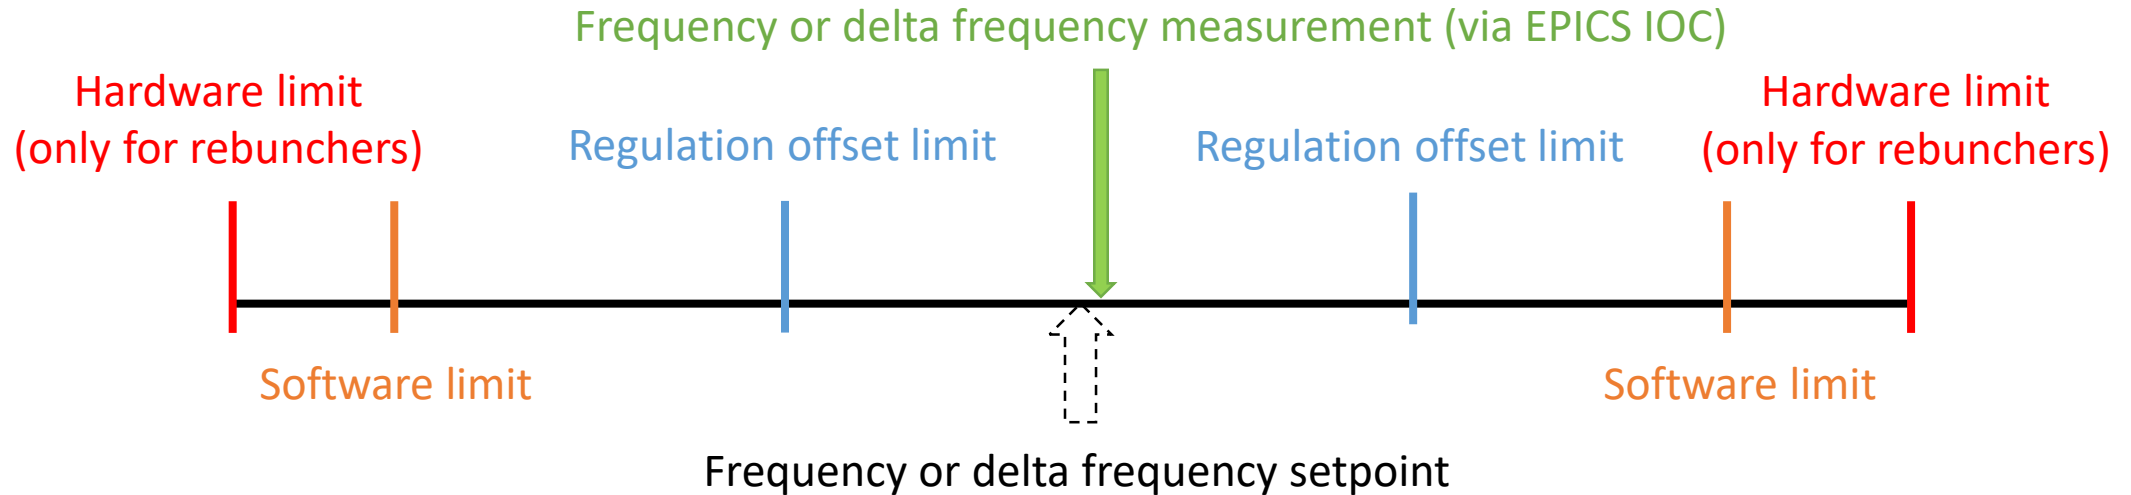 Frequency or delta frequency measurement (via EPICS IOC)
Hardware limit
(only for rebunchers)
Regulation offset limit
Regulation offset limit
Hardware limit
(only for rebunchers)
Software limit
Software limit
Frequency or delta frequency setpoint